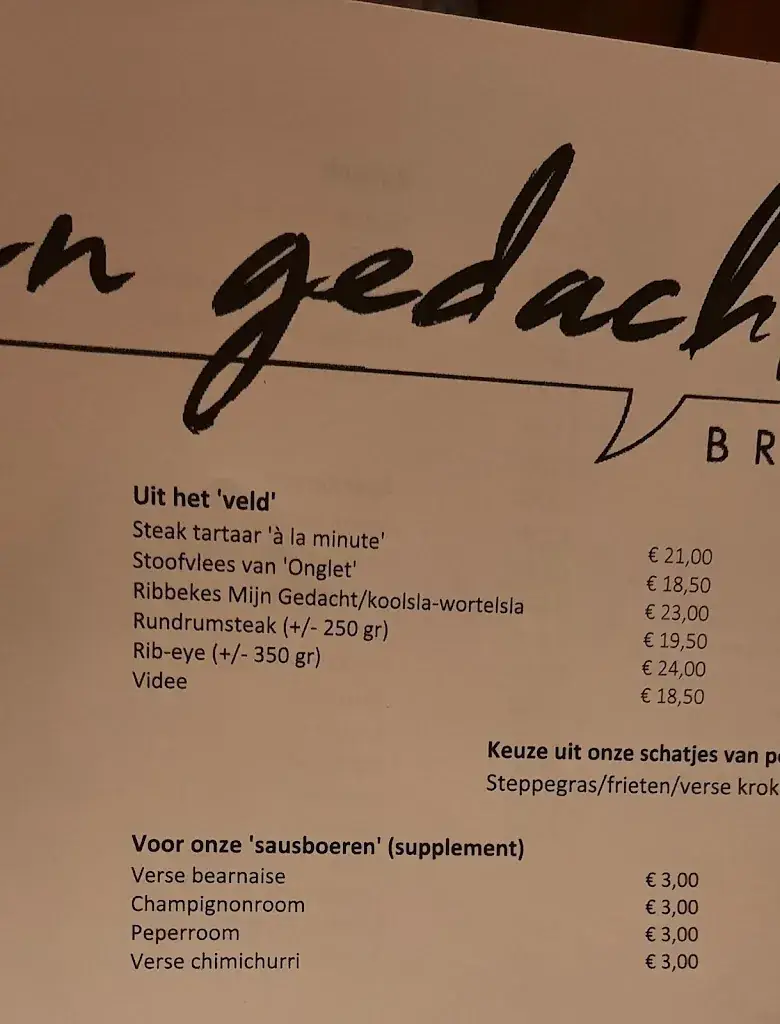 gedach
BR
Uit het 'veld'
Steak tartaar 'à la minute' € 21,00
Stoofvlees van 'Onglet' € 18,50
Ribbekes Mijn Gedacht/koolsla-wortelsla € 23,00
Rundrumsteak (+/- 250 gr) € 19,50
Rib-eye (+/- 350 gr) € 24,00
Videe € 18,50
Keuze uit onze schatjes van
Steppegras/frieten/verse krok
Voor onze 'sausboeren' (supplement)
Verse bearnaise € 3,00
Champignonroom € 3,00
Peperroom € 3,00
Verse chimichurri € 3,00